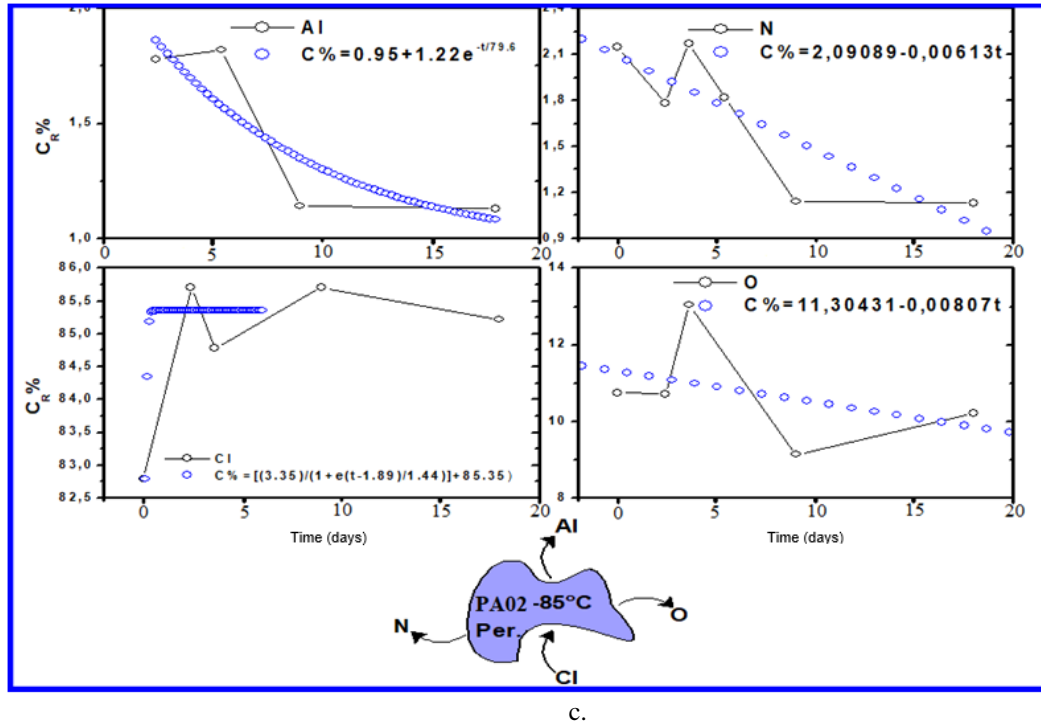 Al
C%=0.95+1.22e^-t/79.6
2,0
1,5
1,0
C_R%
0 5 10 15 20
N
C%=2,09089-0,00613t
2,4
2,1
1,8
1,5
1,2
0,9
0 5 10 15 20
86,0
85,5
85,0
84,5
84,0
83,5
83,0
82,5
C_R%
Cl
C%=[(3.35)/(1+e(t-1.89)/1.44)]+85.35)
0 5 10 15 20
Time (days)
O
C%=11,30431-0,00807t
14
12
10
8
0 5 10 15 20
Time (days)
Al
PA02 -85°C
Per.
N
O
Cl
c.